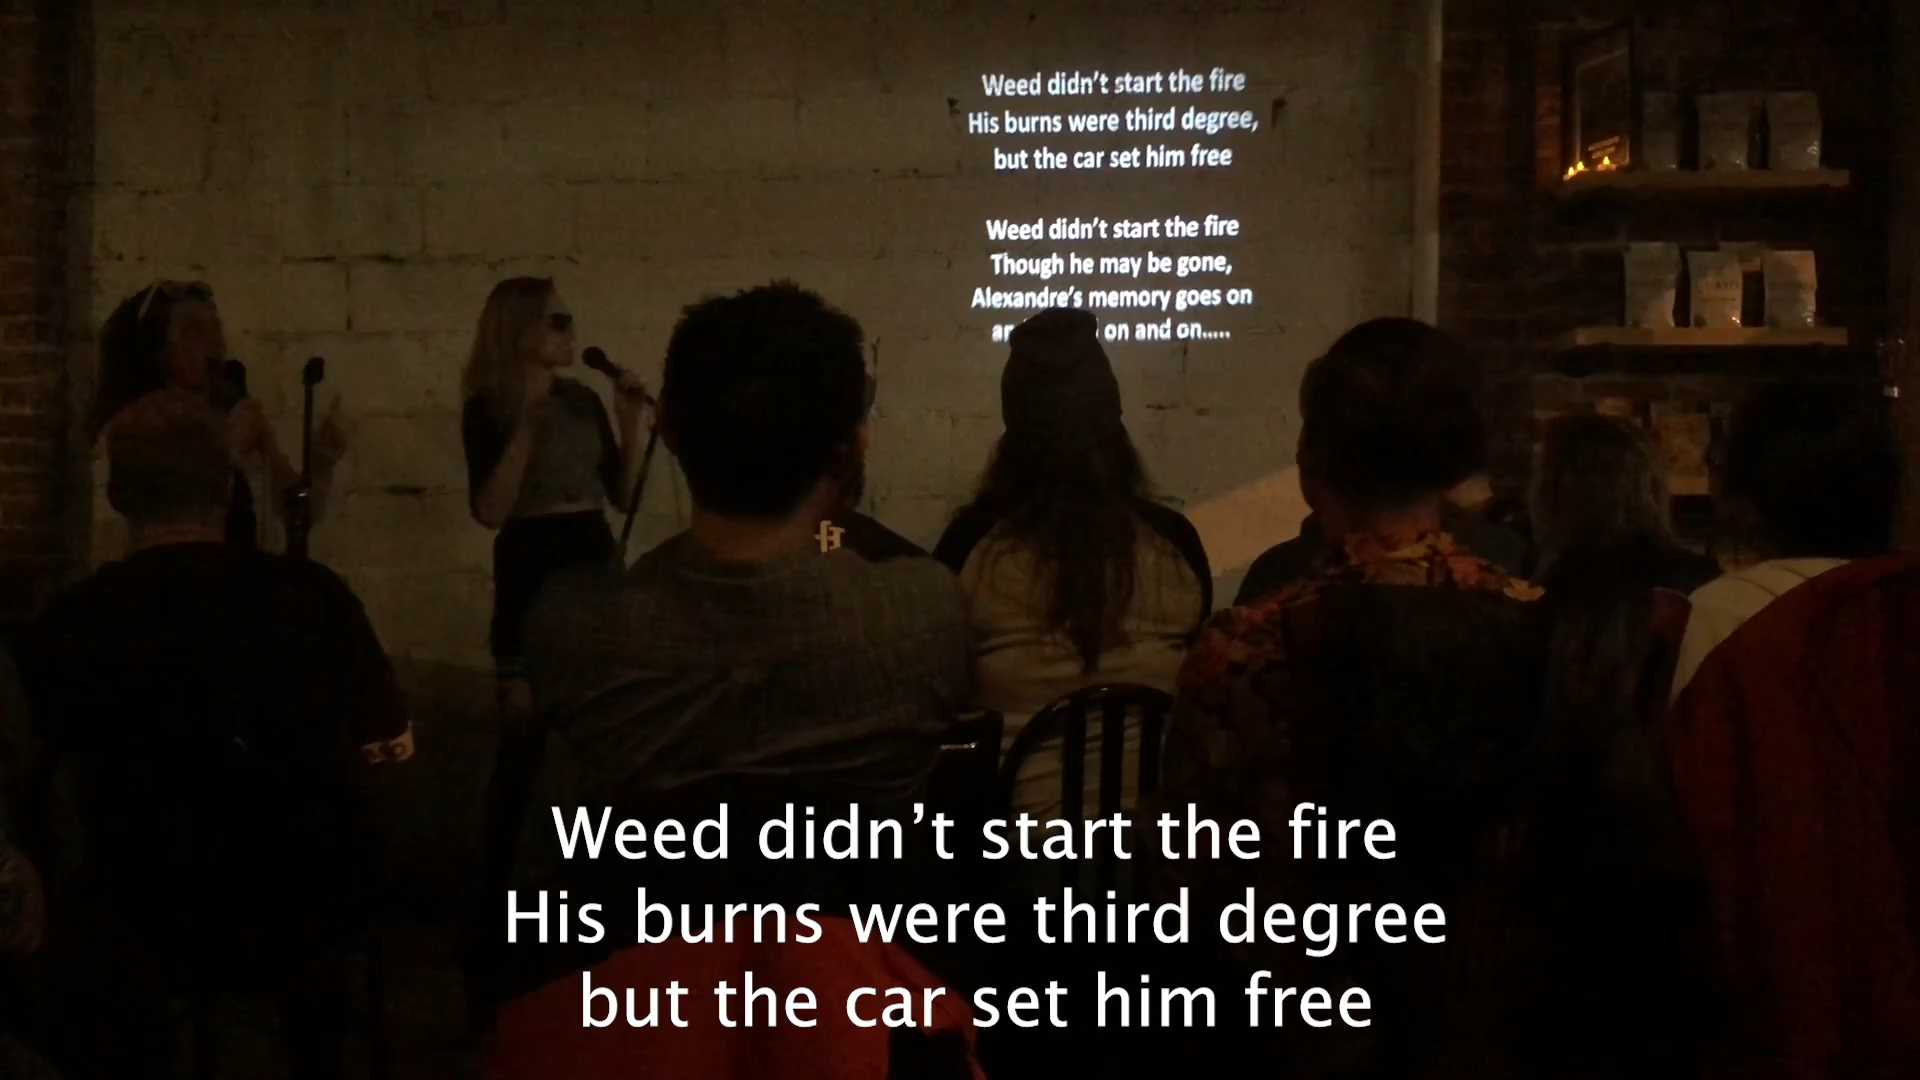 Weed didn't start the fire
His burns were third degree,
but the car set him free
Weed didn't start the fire
Though he may be gone,
Alexandre's memory goes on
on and on.....
Weed didn’t start the fire
His burns were third degree
but the car set him free